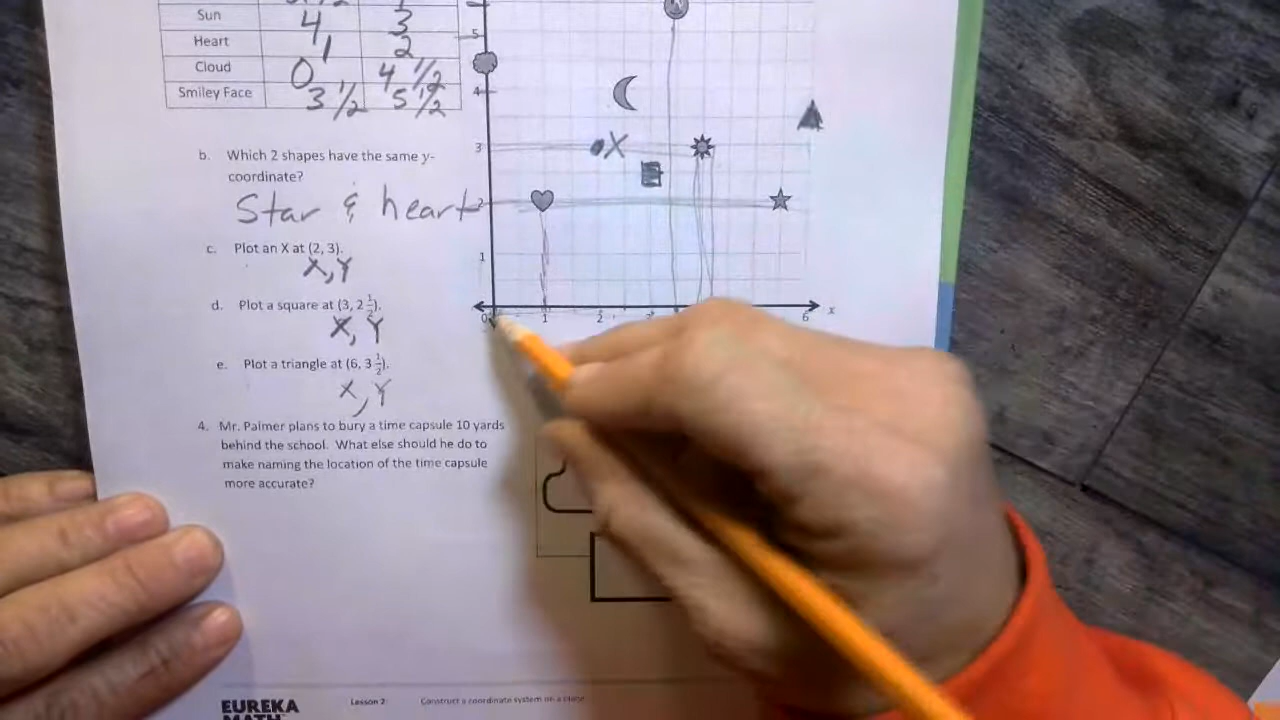 Sun 4 3
Heart 1 2
Cloud 0 4 1/2
Smiley Face 3 1/2 5 1/2
b. Which 2 shapes have the same y-
coordinate?
Star & heart
c. Plot an X at (2, 3).
X, Y
d. Plot a square at (3, 2 1/2).
X, Y
e. Plot a triangle at (6, 3 1/2).
X, Y
4. Mr. Palmer plans to bury a time capsule 10 yards
behind the school. What else should he do to
make naming the location of the time capsule
more accurate?
5
4
3
X
2
1
0 1 2 6 x
EUREKA
MATH
Lesson 2: Construct a coordinate system on a plane.